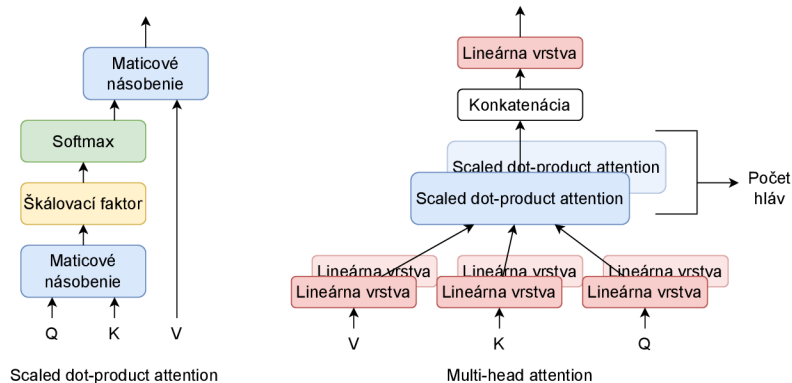 Maticové
násobenie
Softmax
Škálovací faktor
Maticové
násobenie
Q K V
Scaled dot-product attention
Lineárna vrstva
Konkatenácia
Scaled dot-product attention
Scaled dot-product attention
Počet
hláv
Lineárna vrstva Lineárna vrstva Lineárna vrstva
Lineárna vrstva Lineárna vrstva Lineárna vrstva
V K Q
Multi-head attention